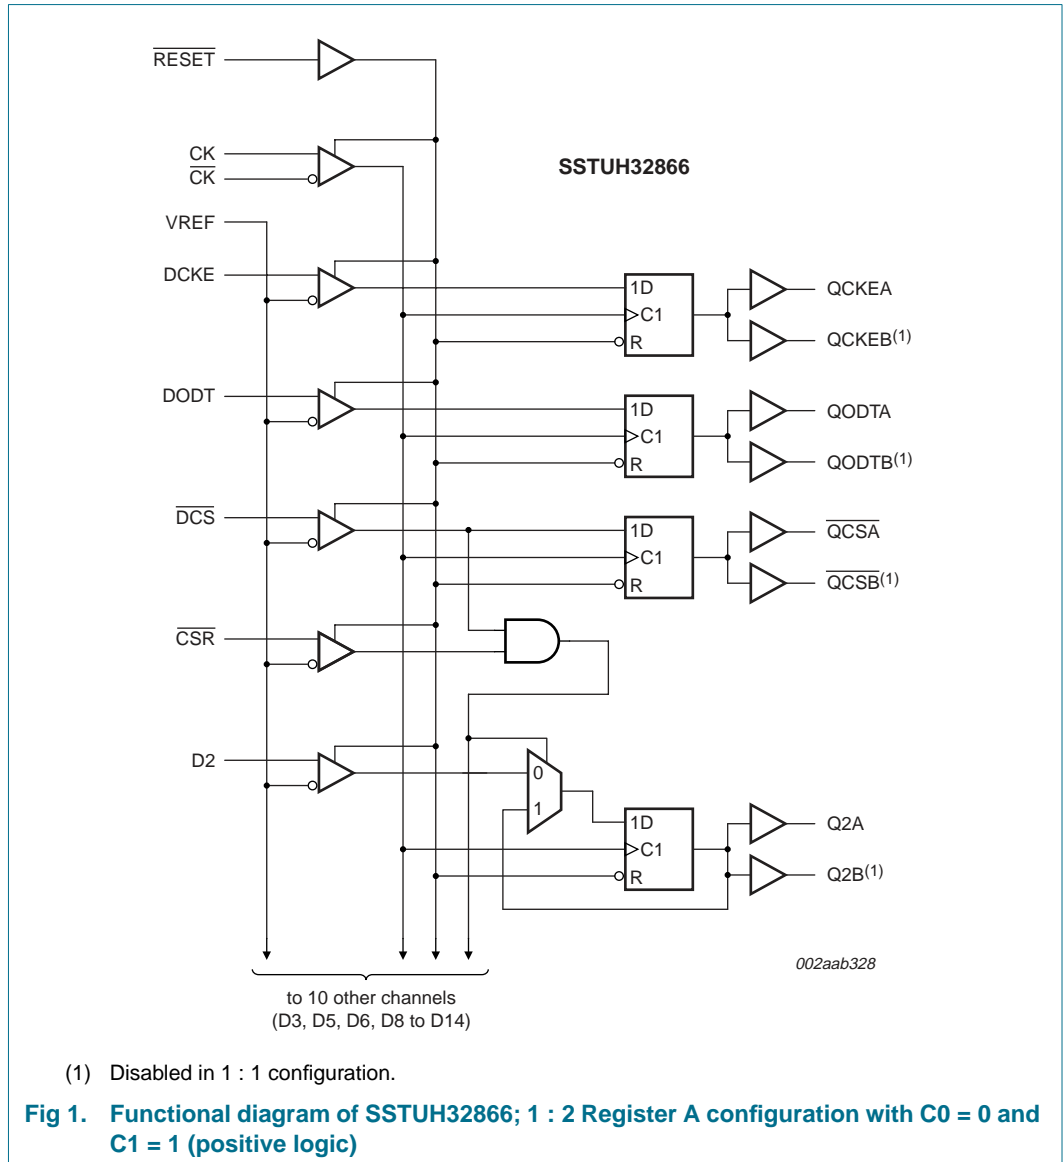 RESET
CK
CK
SSTUH32866
VREF
DCKE
1D
C1
R
QCKEA
QCKEB(1)
DODT
1D
C1
R
QODTA
QODTB(1)
DCS
1D
C1
R
QCSA
QCSB(1)
CSR
D2
0
1
1D
C1
R
Q2A
Q2B(1)
002aab328
to 10 other channels
(D3, D5, D6, D8 to D14)
(1) Disabled in 1 : 1 configuration.
Fig 1. Functional diagram of SSTUH32866; 1 : 2 Register A configuration with C0 = 0 and
C1 = 1 (positive logic)